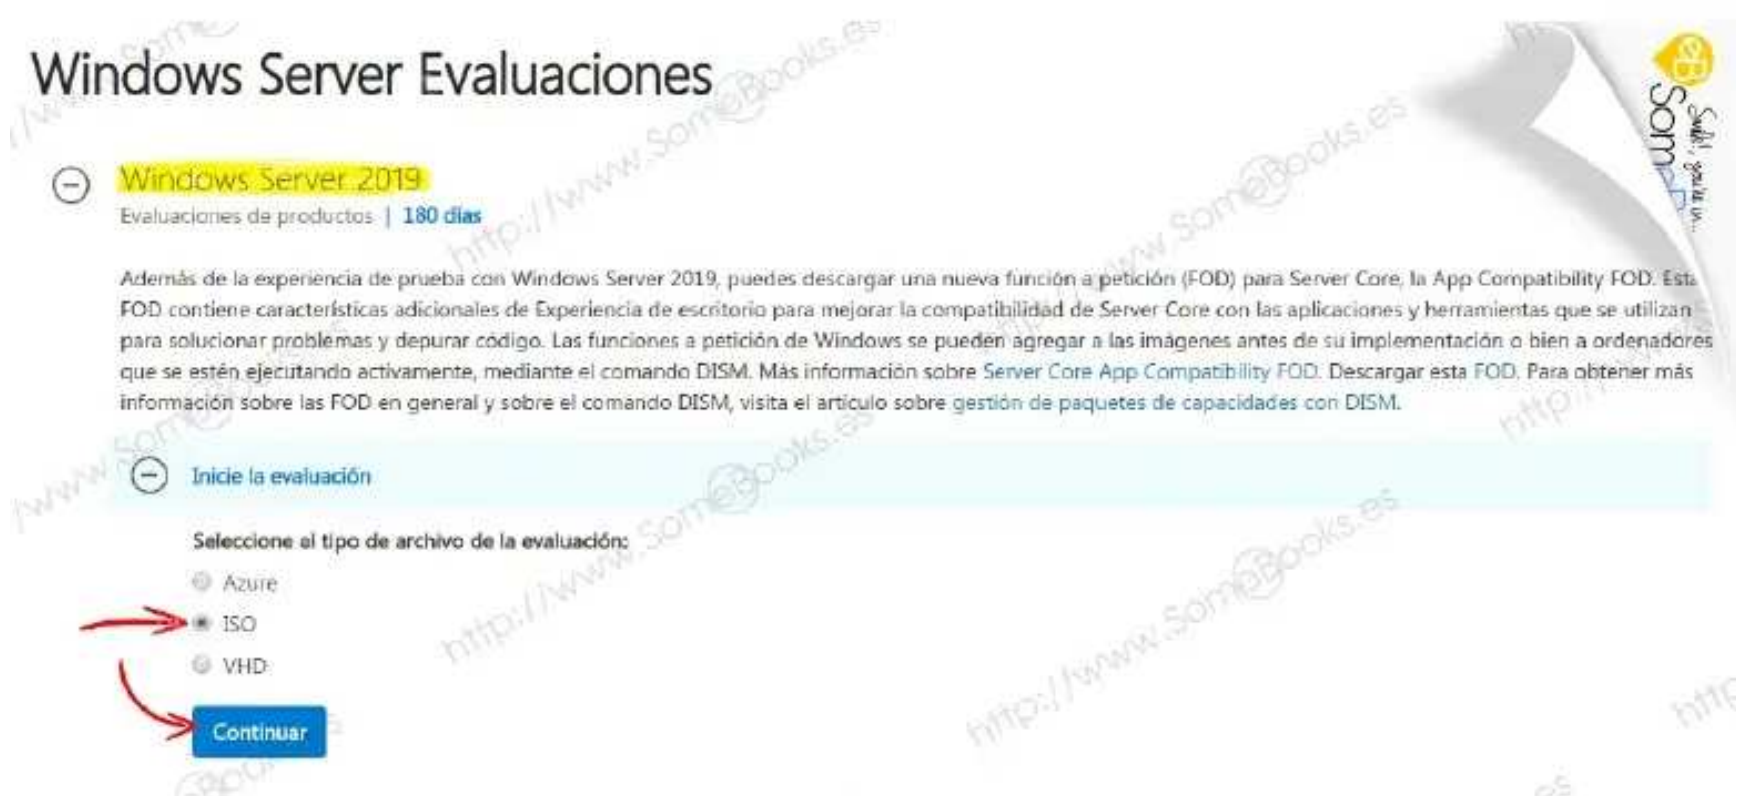 Windows Server Evaluaciones
Windows Server 2019
Evaluaciones de productos | 180 días
Además de la experiencia de prueba con Windows Server 2019, puedes descargar una nueva función a petición (FOD) para Server Core, la App Compatibility FOD. Esta
FOD contiene características adicionales de Experiencia de escritorio para mejorar la compatibilidad de Server Core con las aplicaciones y herramientas que se utilizan
para solucionar problemas y depurar código. Las funciones a petición de Windows se pueden agregar a las imágenes antes de su implementación o bien a ordenadores
que se estén ejecutando activamente, mediante el comando DISM. Más información sobre Server Core App Compatibility FOD. Descargar esta FOD. Para obtener más
información sobre las FOD en general y sobre el comando DISM, visita el artículo sobre gestión de paquetes de capacidades con DISM.
Inicie la evaluación
Seleccione el tipo de archivo de la evaluación:
Azure
ISO
VHD
Continuar
http://www.SomeBooks.es